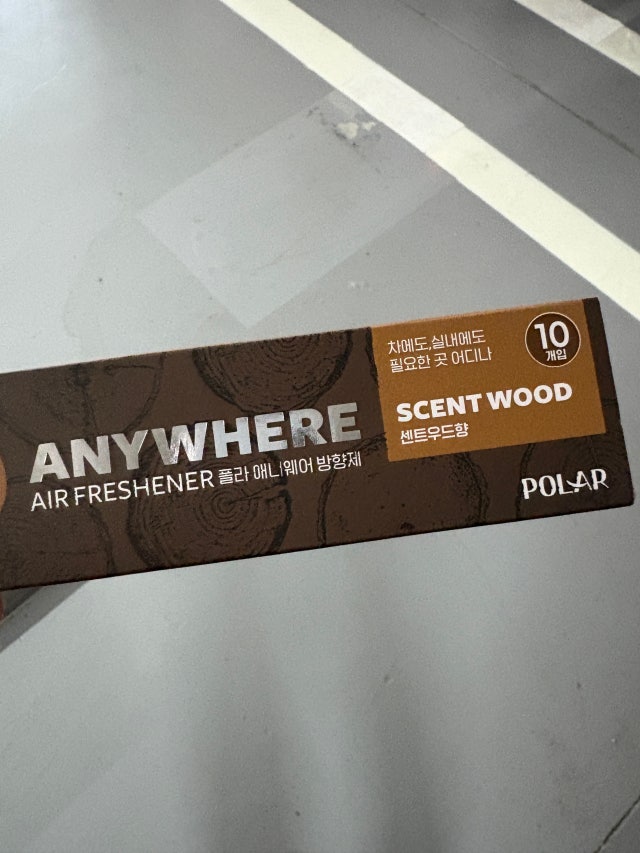 ANYWHERE
AIR FRESHENER 폴라 애니웨어 방향제
차에도,실내에도
필요한 곳 어디나
10
개입
SCENT WOOD
센트우드향
POLAR